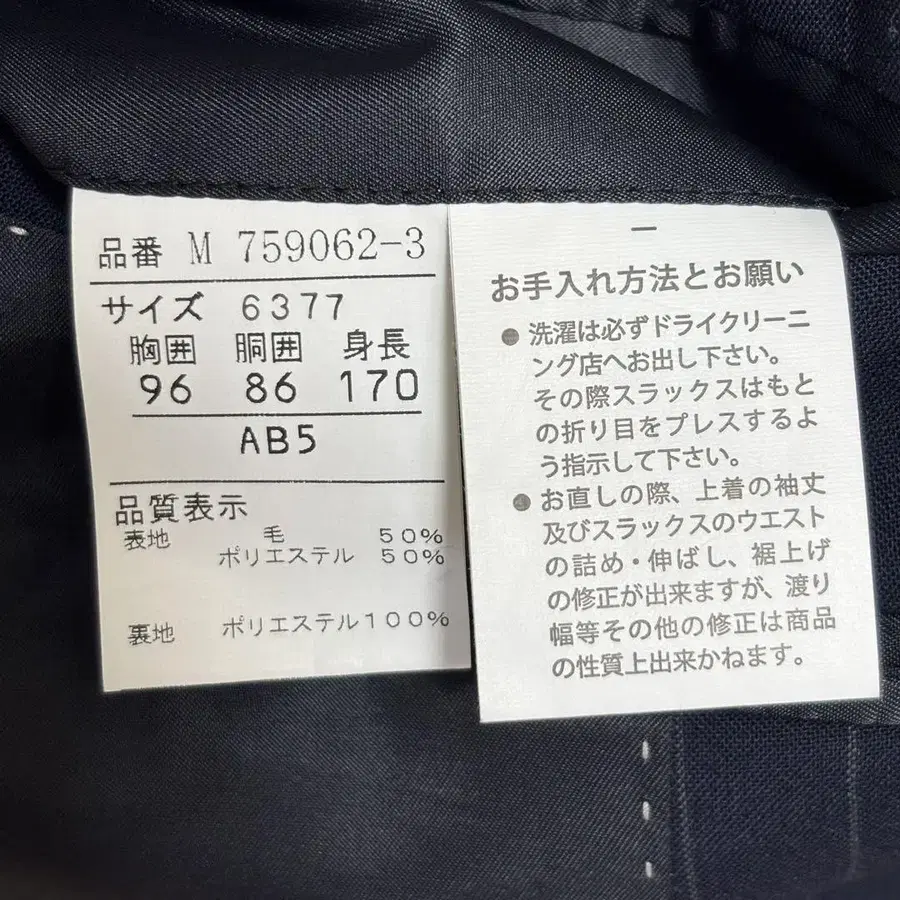 品番 M 759062-3
サイズ 6377
胸囲 胴囲 身長
96 86 170
AB5
品質表示
表地 毛 50%
ポリエステル 50%
裏地 ポリエステル100%
ー
お手入れ方法とお願い
● 洗濯は必ずドライクリーニ
ング店へお出し下さい。
その際スラックスはもと
の折り目をプレスするよ
う指示して下さい。
● お直しの際、上着の袖丈
及びスラックスのウエスト
の詰め・伸ばし、裾上げ
の修正が出来ますが、渡り
幅等その他の修正は商品
の性質上出来かねます。